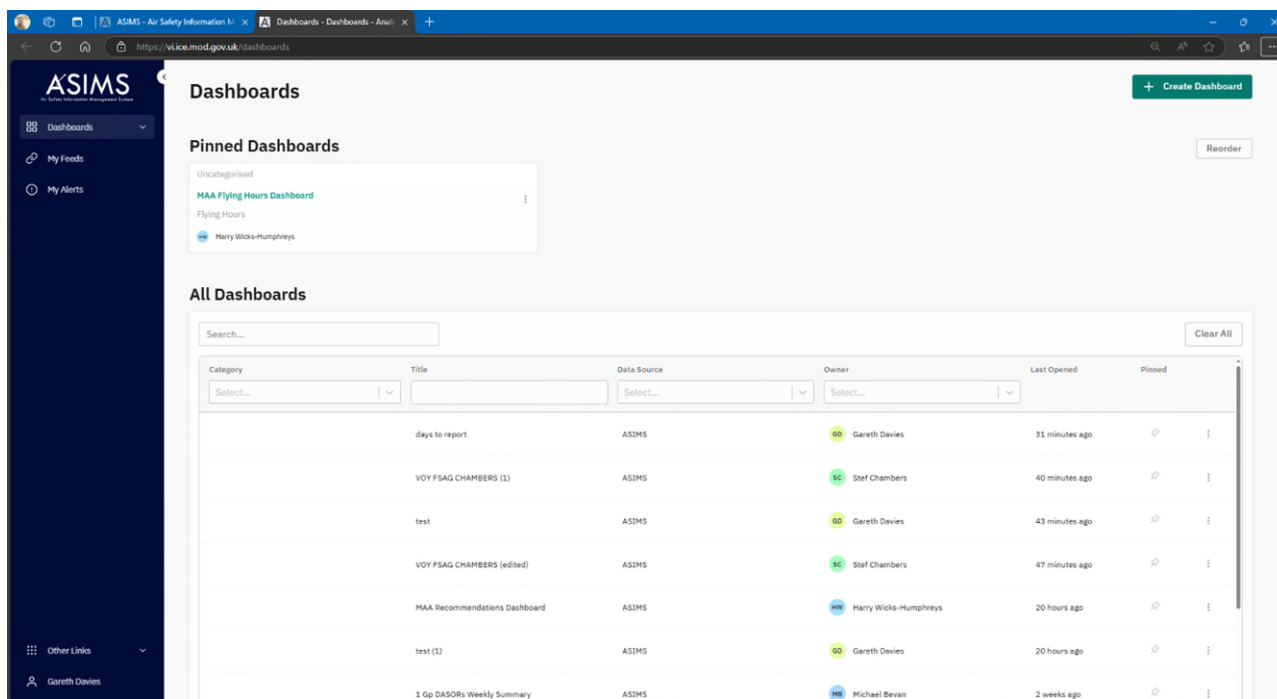 ASIMS - Air Safety Information M
Dashboards - Dashboards - Analy
https://vi.ice.mod.gov.uk/dashboards
ASIMS
Air Safety Information Management System
Dashboards
My Feeds
My Alerts
Other Links
Gareth Davies
Dashboards
+ Create Dashboard
Pinned Dashboards
Reorder
Uncategorised
MAA Flying Hours Dashboard
Flying Hours
HW Harry Wicks-Humphreys
All Dashboards
Search...
Clear All
Category Title Data Source Owner Last Opened Pinned
Select... Select... Select...
days to report ASIMS GD Gareth Davies 31 minutes ago
VOY FSAG CHAMBERS (1) ASIMS SC Stef Chambers 40 minutes ago
test ASIMS GD Gareth Davies 43 minutes ago
VOY FSAG CHAMBERS (edited) ASIMS SC Stef Chambers 47 minutes ago
MAA Recommendations Dashboard ASIMS HW Harry Wicks-Humphreys 20 hours ago
test (1) ASIMS GD Gareth Davies 20 hours ago
1 Gp DASORs Weekly Summary ASIMS MB Michael Bevan 2 weeks ago